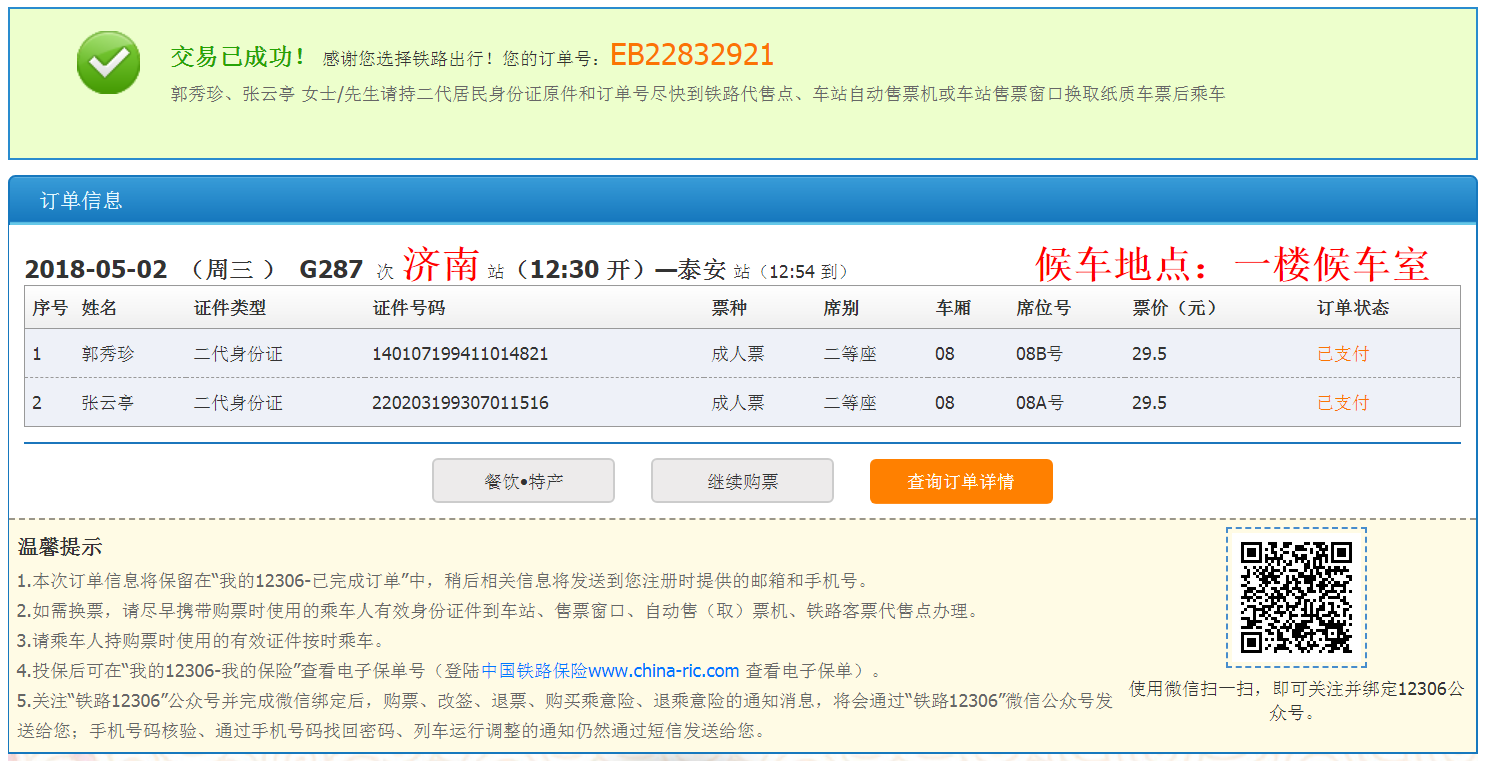 交易已成功！ 感谢您选择铁路出行！您的订单号：EB22832921
郭秀珍、张云亭 女士/先生请持二代居民身份证原件和订单号尽快到铁路代售点、车站自动售票机或车站售票窗口换取纸质车票后乘车
订单信息
2018-05-02 （周三 ） G287 次 济南 站（12:30 开）—泰安 站（12:54 到） 候车地点：一楼候车室
序号 姓名 证件类型 证件号码 票种 席别 车厢 席位号 票价（元） 订单状态
1 郭秀珍 二代身份证 140107199411014821 成人票 二等座 08 08B号 29.5 已支付
2 张云亭 二代身份证 220203199307011516 成人票 二等座 08 08A号 29.5 已支付
餐饮•特产 继续购票 查询订单详情
温馨提示
1.本次订单信息将保留在“我的12306-已完成订单”中，稍后相关信息将发送到您注册时提供的邮箱和手机号。
2.如需换票，请尽早携带购票时使用的乘车人有效身份证件到车站、售票窗口、自动售（取）票机、铁路客票代售点办理。
3.请乘车人持购票时使用的有效证件按时乘车。
4.投保后可在“我的12306-我的保险”查看电子保单号（登陆中国铁路保险www.china-ric.com 查看电子保单）。
5.关注“铁路12306”公众号并完成微信绑定后，购票、改签、退票、购买乘意险、退乘意险的通知消息，将会通过“铁路12306”微信公众号发
送给您；手机号码核验、通过手机号码找回密码、列车运行调整的通知仍然通过短信发送给您。
使用微信扫一扫，即可关注并绑定12306公
众号。